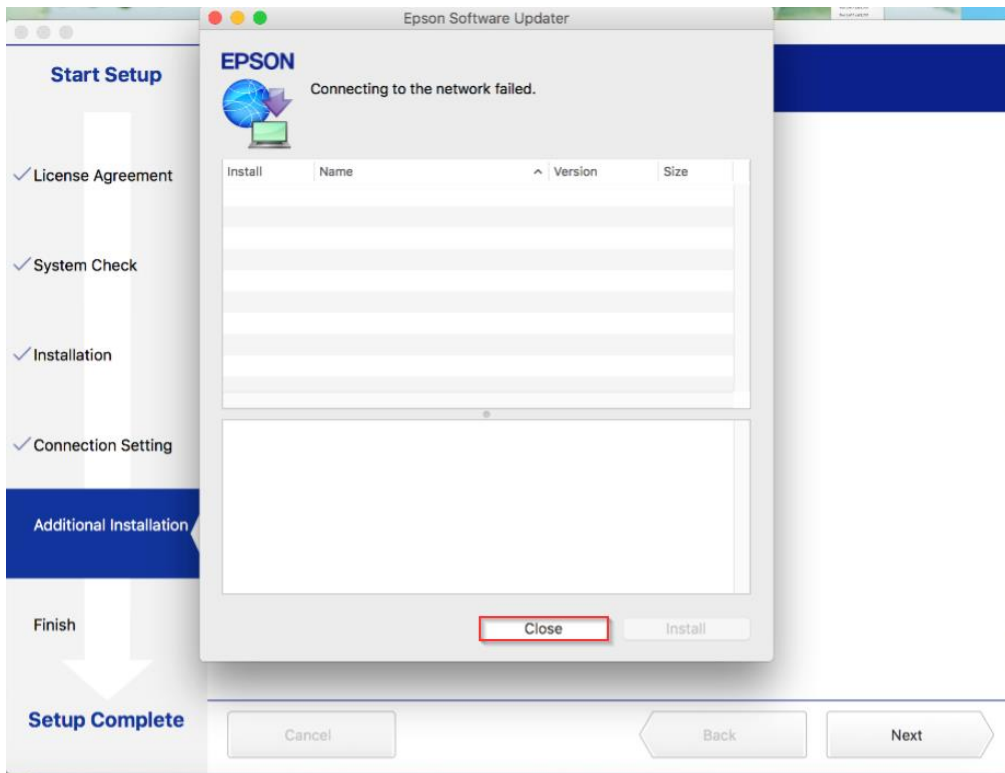 Epson Software Updater
Start Setup
License Agreement
System Check
Installation
Connection Setting
Additional Installation
Finish
Setup Complete
EPSON
Connecting to the network failed.
Install Name Version Size
Close Install
Cancel Back Next